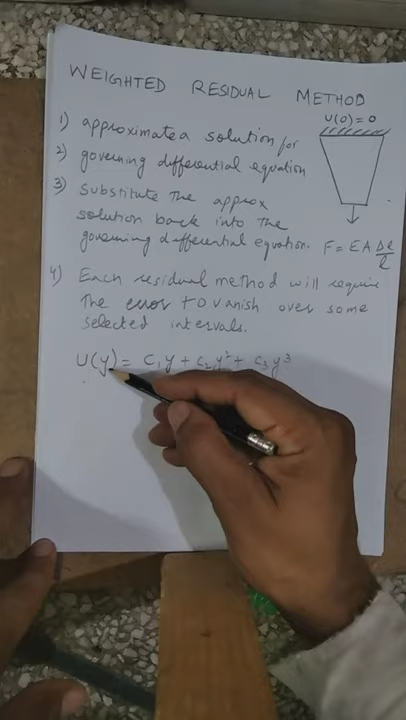 WEIGHTED RESIDUAL METHOD
U(0) = 0
1) approximate a solution for
2) governing differential equation
3) Substitute the approx
solution back into the
governing differential equation. F = EA Δl/l
4) Each residual method will require
the error to vanish over some
selected intervals.
U(y) = C₁y + C₂y² + C₃y³